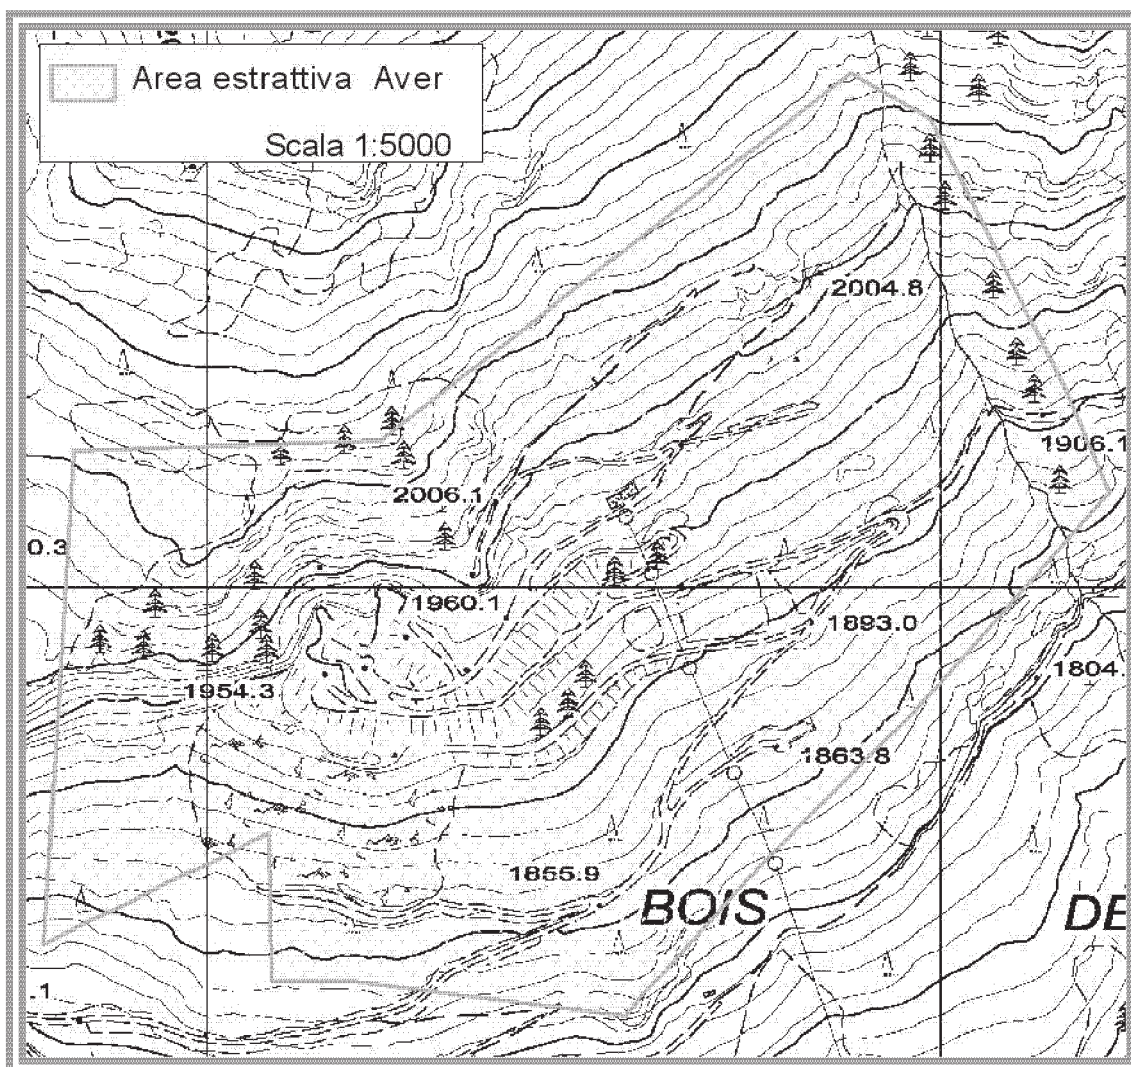 Area estrattiva Aver
Scala 1:5000
2004.8
1906.1
2006.1
0.3
1960.1
1893.0
1954.3
1804.
1863.8
1855.9
BOIS
DE
.1